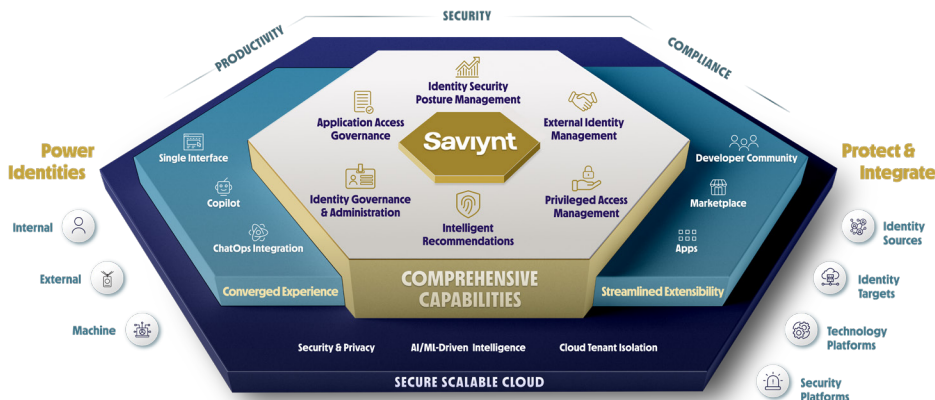 SECURITY
PRODUCTIVITY
COMPLIANCE
Identity Security
Posture Management
Application Access
Governance
External Identity
Management
Saviynt
Identity Governance
& Administration
Privileged Access
Management
Intelligent
Recommendations
COMPREHENSIVE
CAPABILITIES
Single Interface
Copilot
ChatOps Integration
Converged Experience
Developer Community
Marketplace
Apps
Streamlined Extensibility
Power
Identities
Internal
External
Machine
Protect &
Integrate
Identity
Sources
Identity
Targets
Technology
Platforms
Security
Platforms
Security & Privacy
AI/ML-Driven Intelligence
Cloud Tenant Isolation
SECURE SCALABLE CLOUD